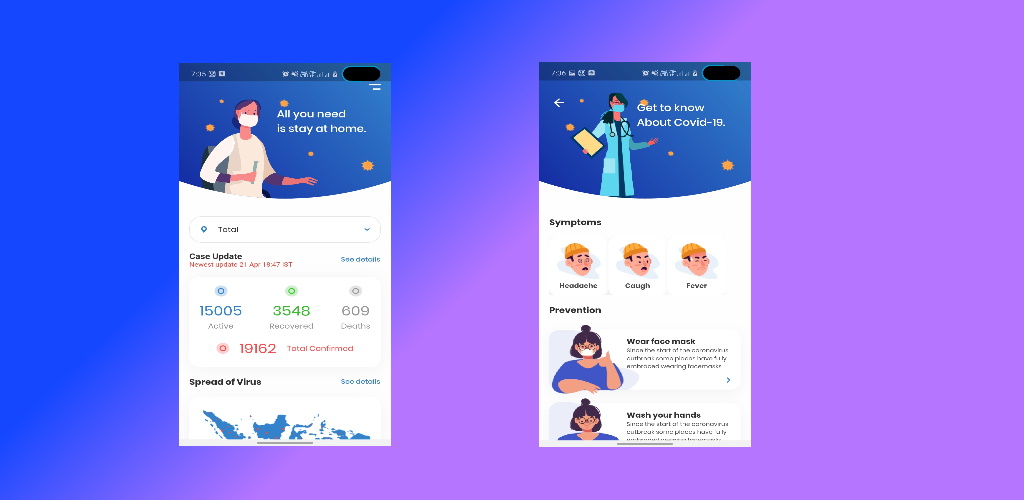 7:05
All you need
is stay at home.
Total
Case Update
Newest update 21 Apr 18:47 IST
See details
15005
3548
609
Active
Recovered
Deaths
19162 Total Confirmed
Spread of Virus
See details
7:06
Get to know
About Covid-19.
Symptoms
Headache
Caugh
Fever
Prevention
Wear face mask
Since the start of the coronavirus
outbreak some places have fully
embraced wearing facemasks
Wash your hands
Since the start of the coronavirus
outbreak some places have fully